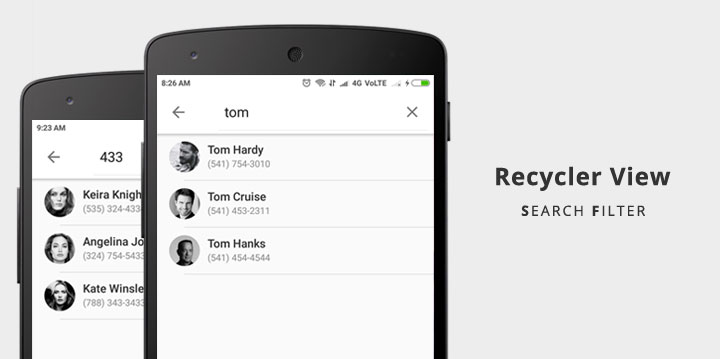 9:23 AM
433
Keira Knigh
(535) 324-433
Angelina Jo
(324) 754-5433
Kate Winsle
(788) 343-3433
8:26 AM
4G VoLTE
tom
Tom Hardy
(541) 754-3010
Tom Cruise
(541) 453-2311
Tom Hanks
(541) 454-4544
Recycler View
SEARCH FILTER